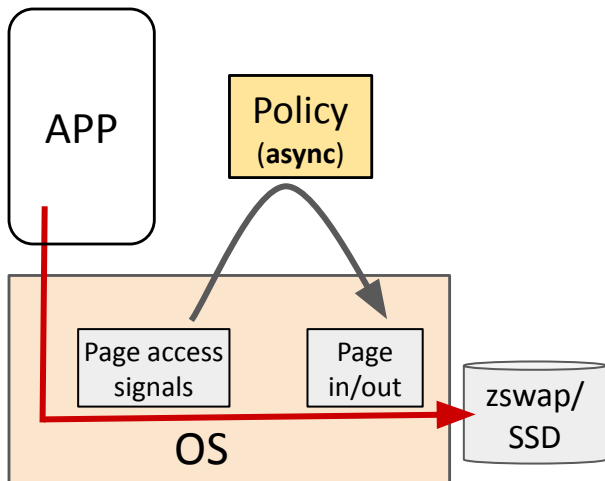 APP
Policy
(async)
Page access
signals
Page
in/out
zswap/
SSD
OS